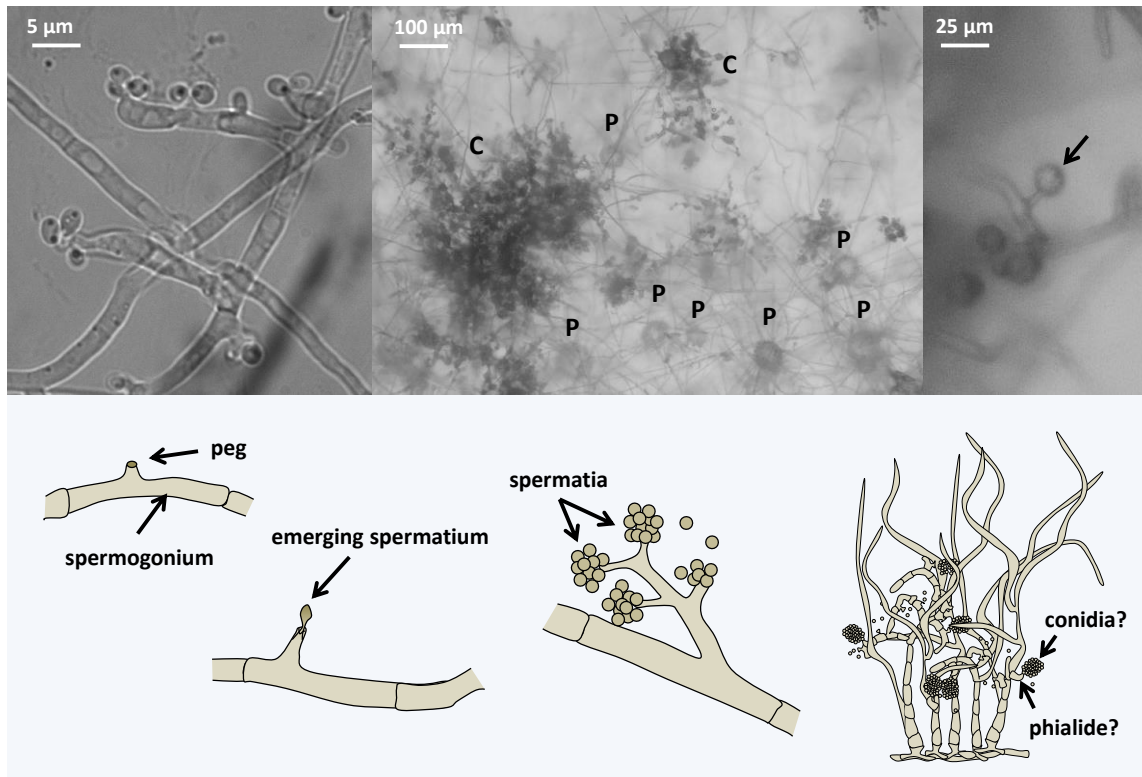 5 µm
100 µm
25 µm
C
P
C
P
P
P
P
P
P
peg
spermogonium
emerging spermatium
spermatia
conidia?
phialide?